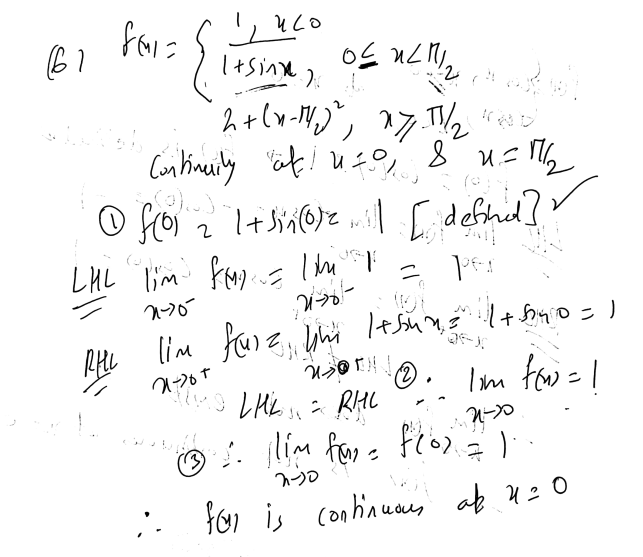 (6) f(x) = { 1, x<0
1+sinx, 0≤ x<π/2
2+(x-π/2)², x≥π/2
Continuity at! x=0, & x=π/2
① f(0) = 1+sin(0)= 1 [defined] ✓
LHL lim x→0⁻ f(x) = lim x→0⁻ 1 = 1
RHL lim x→0⁺ f(x) = lim x→0⁺ 1+sinx = 1+sin0 = 1
LHL = RHL ② ∴ lim x→0 f(x) = 1
③ ∴ lim x→0 f(x) = f(0) = 1
∴ f(x) is continuous at x=0